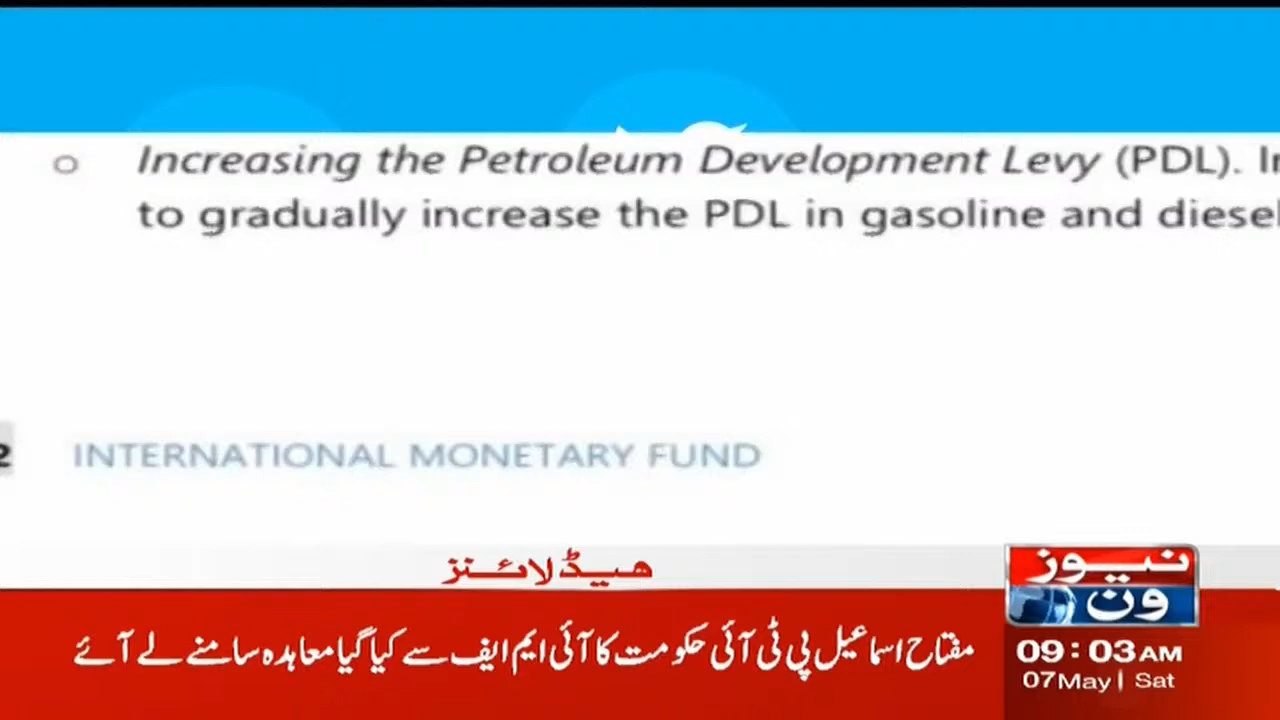 o Increasing the Petroleum Development Levy (PDL). In
to gradually increase the PDL in gasoline and diesel
2 INTERNATIONAL MONETARY FUND
ہیڈلائنز
نیوز
ون
مفتاح اسماعیل پی ٹی آئی حکومت کا آئی ایم ایف سے کیا گیا معاہدہ سامنے لے آئے
09:03AM
07May| Sat